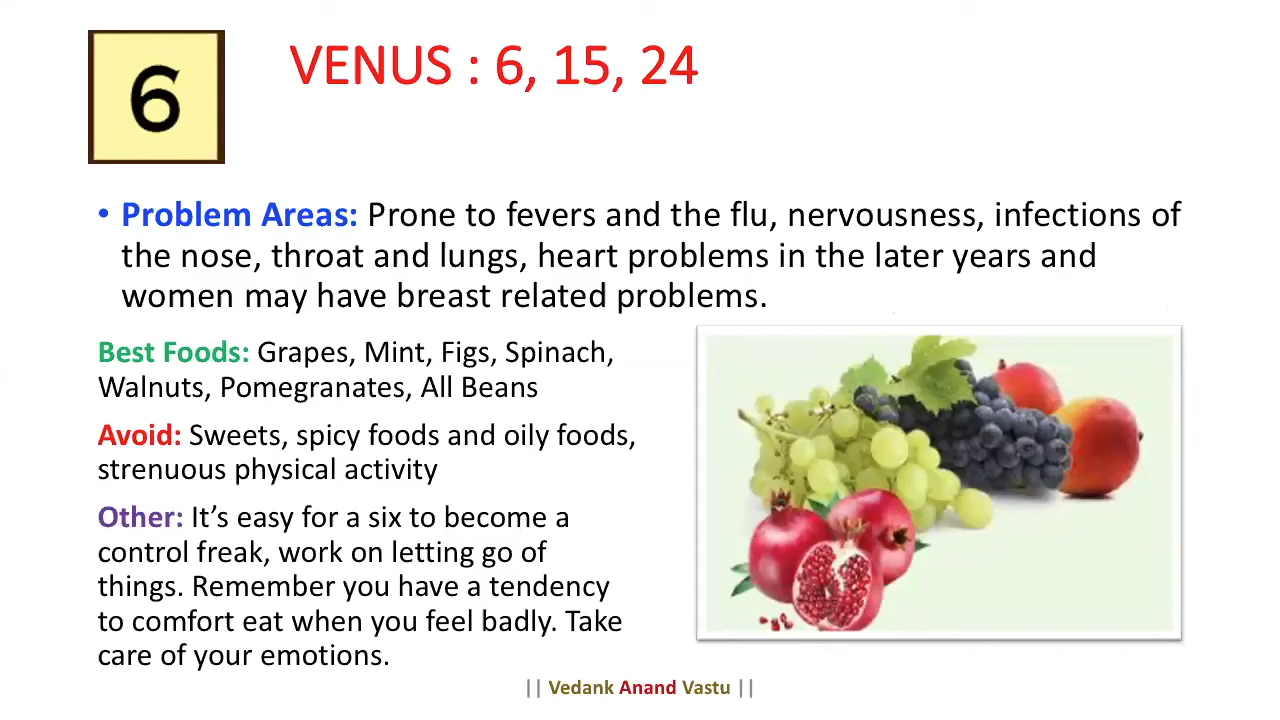 6
VENUS : 6, 15, 24
• Problem Areas: Prone to fevers and the flu, nervousness, infections of
the nose, throat and lungs, heart problems in the later years and
women may have breast related problems.
Best Foods: Grapes, Mint, Figs, Spinach,
Walnuts, Pomegranates, All Beans
Avoid: Sweets, spicy foods and oily foods,
strenuous physical activity
Other: It’s easy for a six to become a
control freak, work on letting go of
things. Remember you have a tendency
to comfort eat when you feel badly. Take
care of your emotions.
|| Vedank Anand Vastu ||